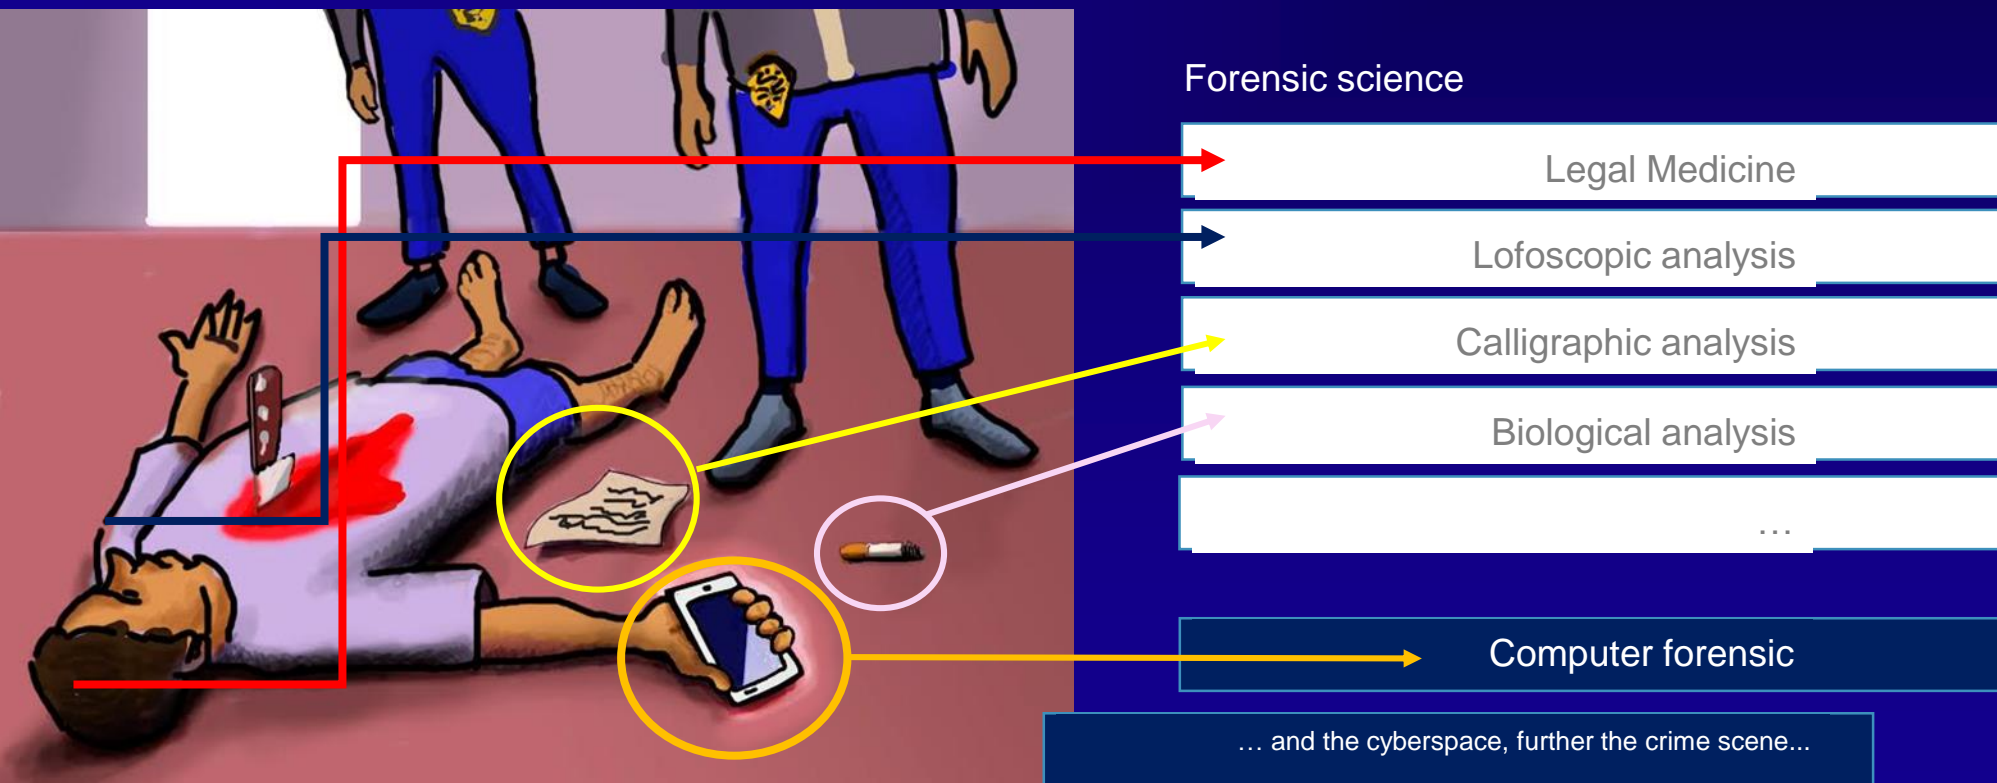 Forensic science
Legal Medicine
Lofoscopic analysis
Calligraphic analysis
Biological analysis
…
Computer forensic
… and the cyberspace, further the crime scene...